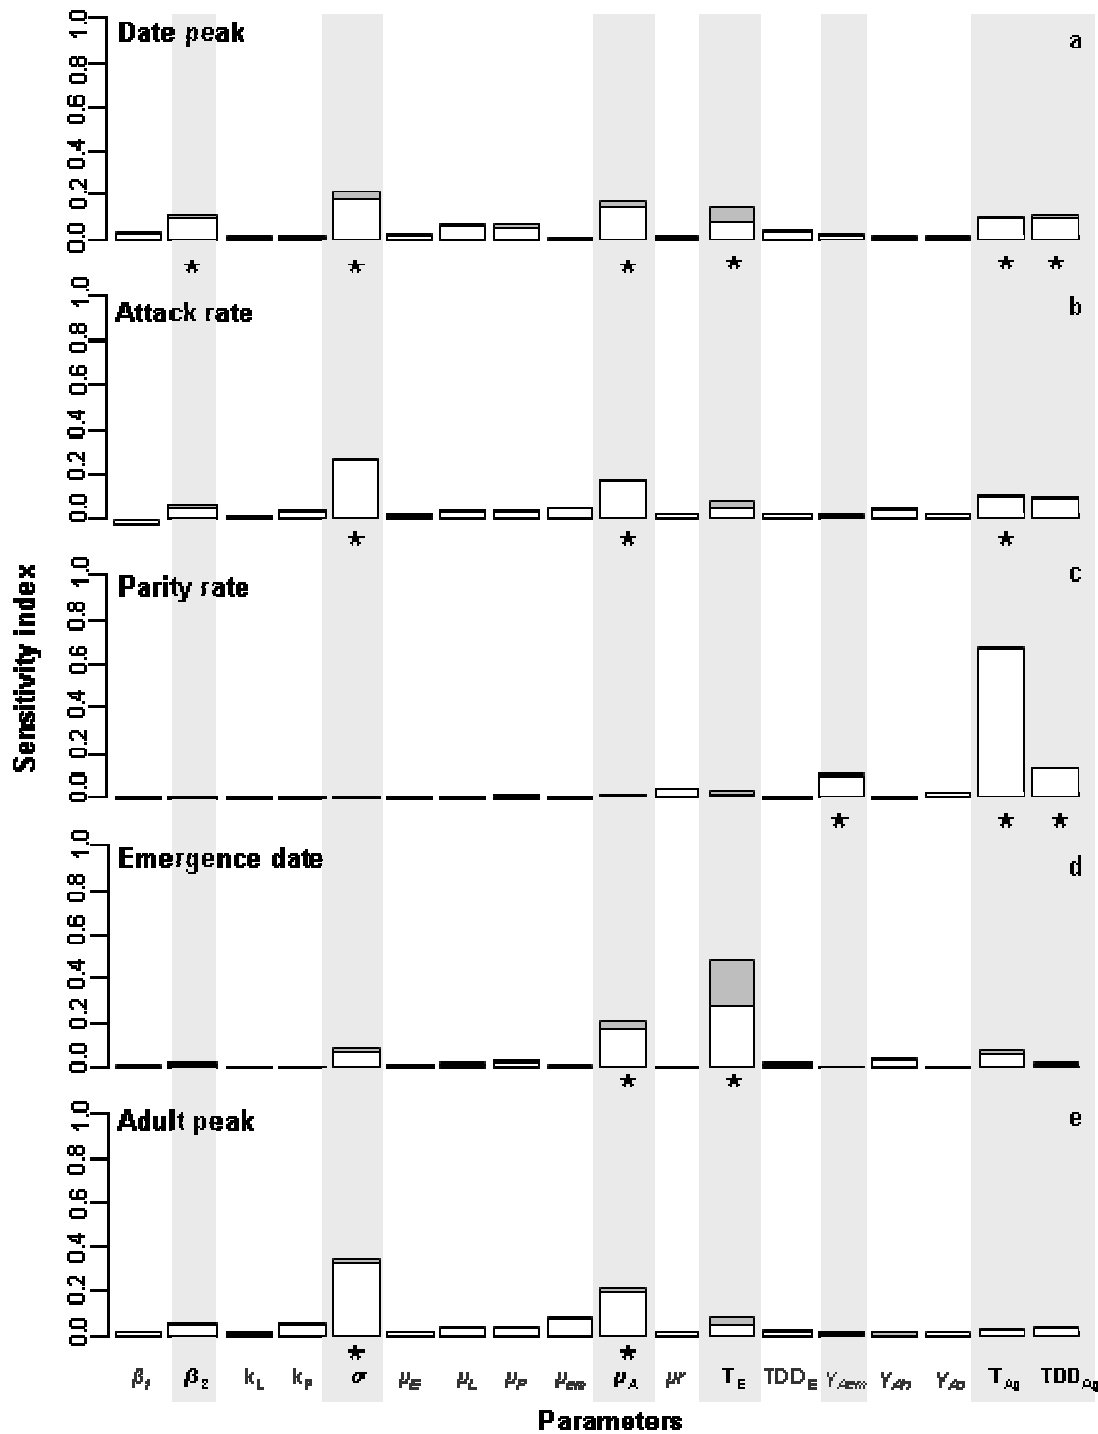 Date peak
a
0.0 0.2 0.4 0.6 0.8 1.0
* * * * * *
Attack rate
b
0.0 0.2 0.4 0.6 0.8 1.0
* * *
Parity rate
c
0.0 0.2 0.4 0.6 0.8 1.0
* * *
Emergence date
d
0.0 0.2 0.4 0.6 0.8 1.0
* *
Adult peak
e
0.0 0.2 0.4 0.6 0.8 1.0
* *
Sensitivity index
β1 β2 kL kP σ μE μL μP μem μA μr TE TDDE γAem γAh γAo TAg TDDAg
Parameters